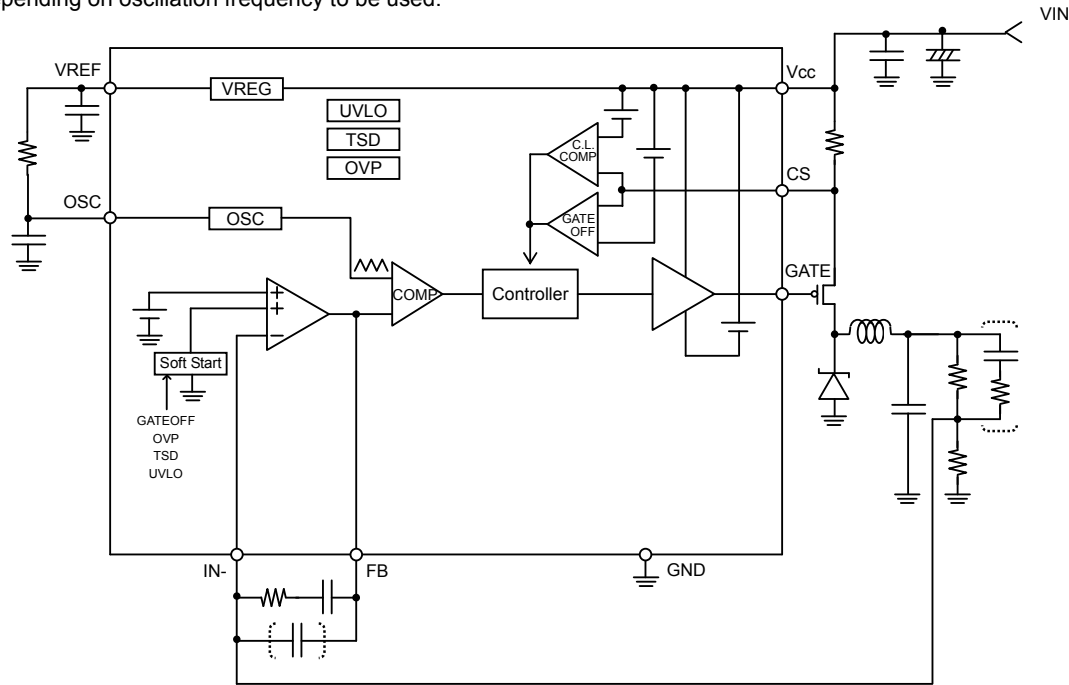 pending on oscillation frequency to be used.
VIN
VREF
VREG
Vcc
UVLO
TSD
OVP
C.L.
COMP
CS
OSC
OSC
GATE
OFF
GATE
COMP
Controller
Soft Start
GATEOFF
OVP
TSD
UVLO
IN-
FB
GND